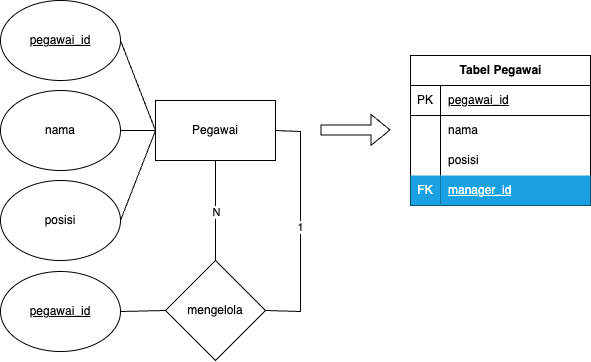 pegawai_id
nama
posisi
pegawai_id
Pegawai
N
1
mengelola
Tabel Pegawai
PK pegawai_id
nama
posisi
FK manager_id